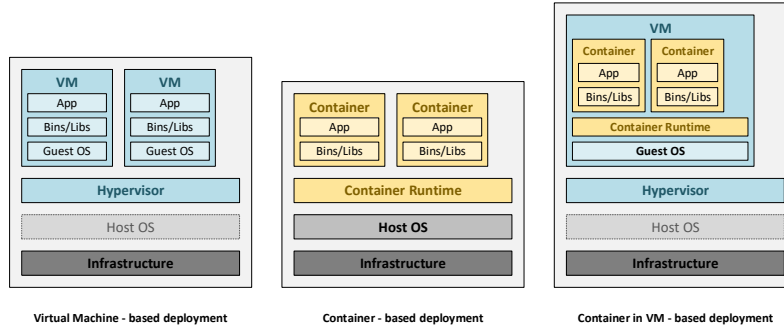 VM
VM
App
App
Bins/Libs
Bins/Libs
Guest OS
Guest OS
Hypervisor
Host OS
Infrastructure
Virtual Machine - based deployment
Container
Container
App
App
Bins/Libs
Bins/Libs
Container Runtime
Host OS
Infrastructure
Container - based deployment
VM
Container
Container
App
App
Bins/Libs
Bins/Libs
Container Runtime
Guest OS
Hypervisor
Host OS
Infrastructure
Container in VM - based deployment